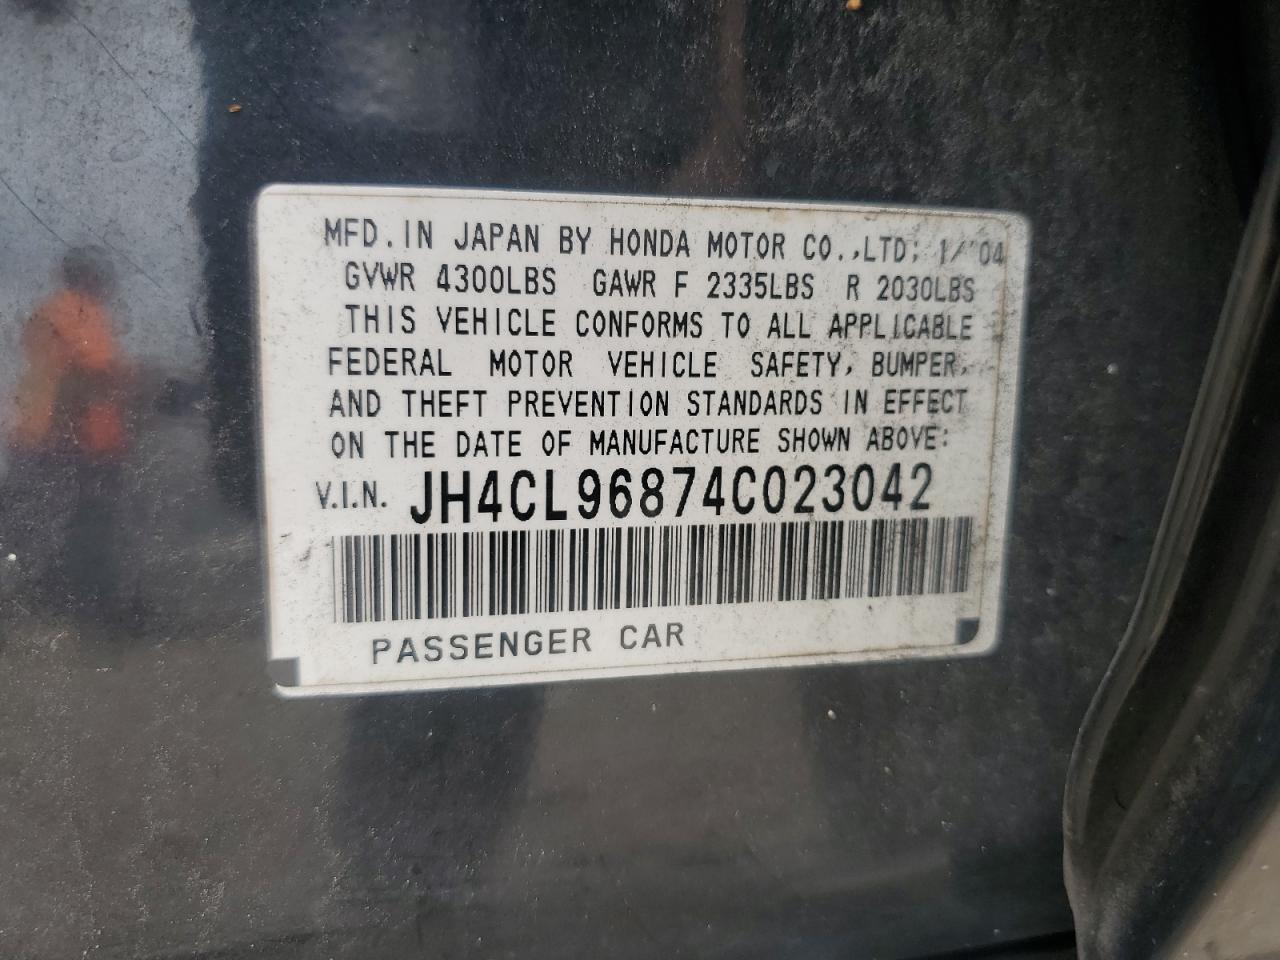 MFD. IN JAPAN BY HONDA MOTOR CO., LTD; 1/'04
GVWR 4300LBS GAWR F 2335LBS R 2030LBS
THIS VEHICLE CONFORMS TO ALL APPLICABLE
FEDERAL MOTOR VEHICLE SAFETY, BUMPER,
AND THEFT PREVENTION STANDARDS IN EFFECT
ON THE DATE OF MANUFACTURE SHOWN ABOVE:
V.I.N. JH4CL96874C023042
PASSENGER CAR